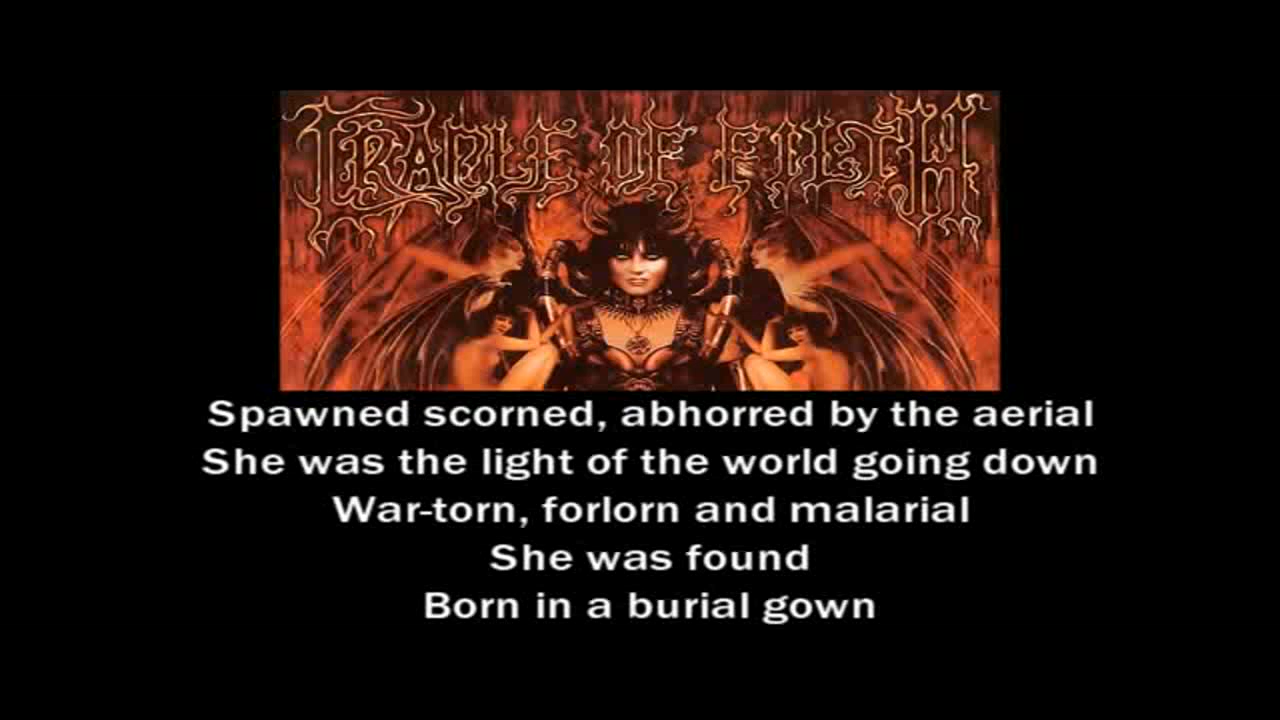 CRADLE OF FILTH
Spawned scorned, abhorred by the aerial
She was the light of the world going down
War-torn, forlorn and malarial
She was found
Born in a burial gown